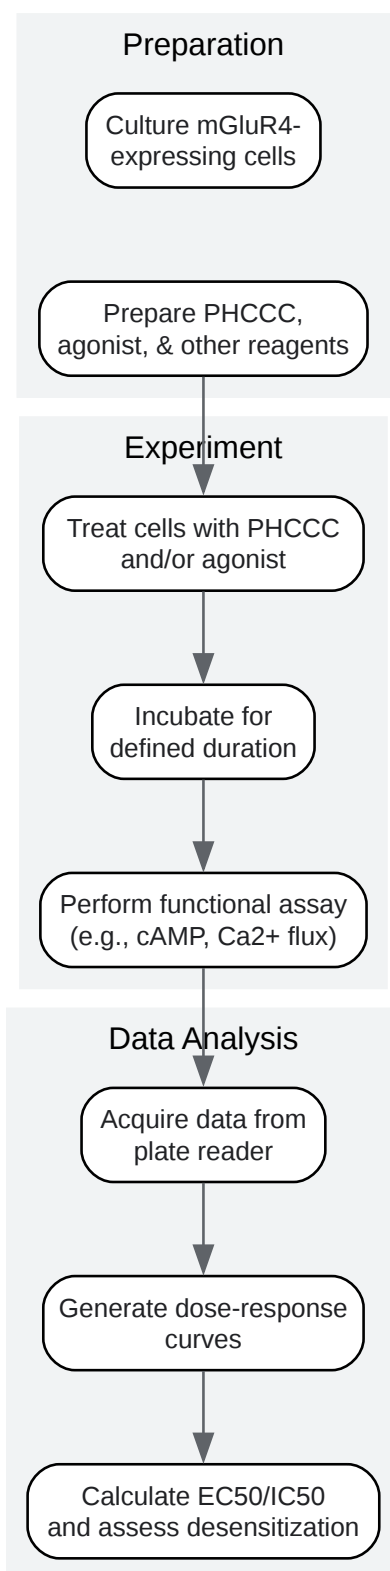 Preparation
Culture mGluR4-
expressing cells
Prepare PHCCC,
agonist, & other reagents
Experiment
Treat cells with PHCCC
and/or agonist
Incubate for
defined duration
Perform functional assay
(e.g., cAMP, Ca2+ flux)
Data Analysis
Acquire data from
plate reader
Generate dose-response
curves
Calculate EC50/IC50
and assess desensitization